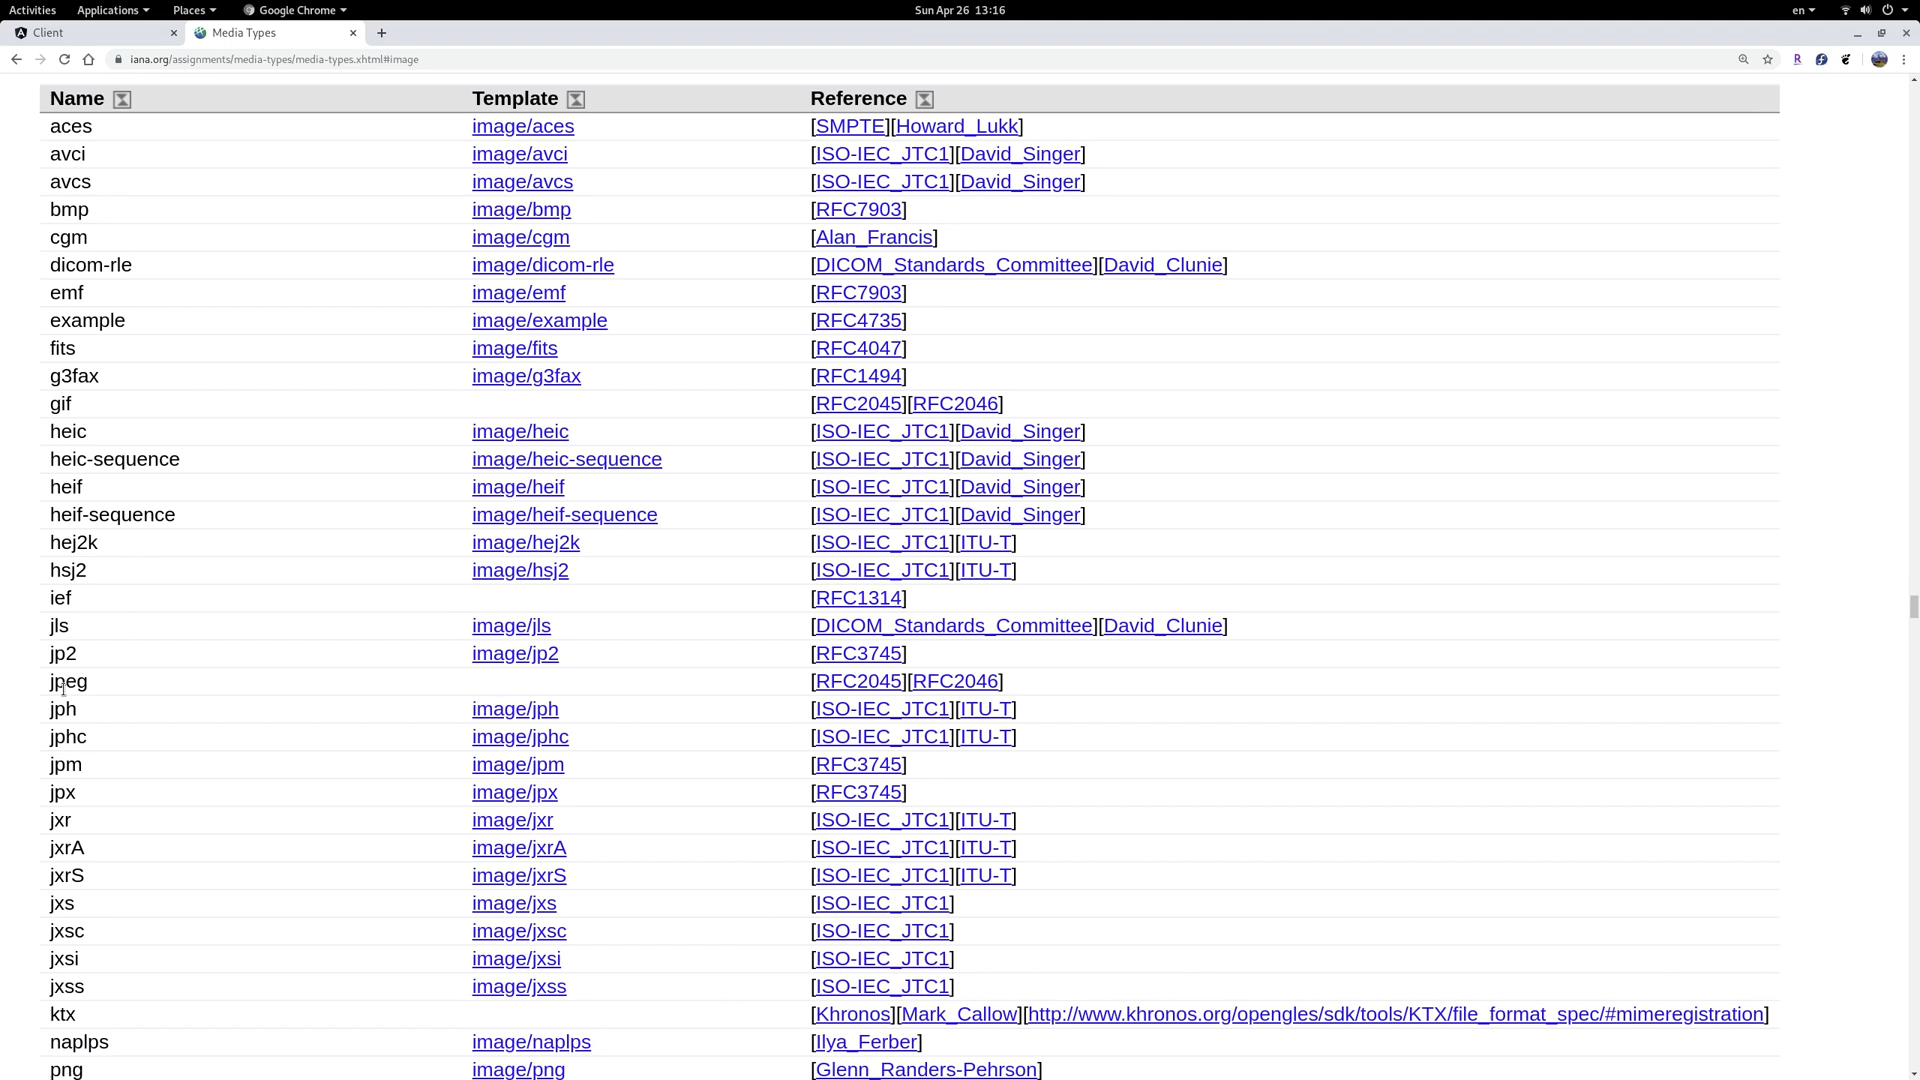 Activities Applications Places Google Chrome Sun Apr 26 13:16 en
Client Media Types
iana.org/assignments/media-types/media-types.xhtml#image R
Name Template Reference
aces image/aces [SMPTE][Howard_Lukk]
avci image/avci [ISO-IEC_JTC1][David_Singer]
avcs image/avcs [ISO-IEC_JTC1][David_Singer]
bmp image/bmp [RFC7903]
cgm image/cgm [Alan_Francis]
dicom-rle image/dicom-rle [DICOM_Standards_Committee][David_Clunie]
emf image/emf [RFC7903]
example image/example [RFC4735]
fits image/fits [RFC4047]
g3fax image/g3fax [RFC1494]
gif [RFC2045][RFC2046]
heic image/heic [ISO-IEC_JTC1][David_Singer]
heic-sequence image/heic-sequence [ISO-IEC_JTC1][David_Singer]
heif image/heif [ISO-IEC_JTC1][David_Singer]
heif-sequence image/heif-sequence [ISO-IEC_JTC1][David_Singer]
hej2k image/hej2k [ISO-IEC_JTC1][ITU-T]
hsj2 image/hsj2 [ISO-IEC_JTC1][ITU-T]
ief [RFC1314]
jls image/jls [DICOM_Standards_Committee][David_Clunie]
jp2 image/jp2 [RFC3745]
jpeg [RFC2045][RFC2046]
jph image/jph [ISO-IEC_JTC1][ITU-T]
jphc image/jphc [ISO-IEC_JTC1][ITU-T]
jpm image/jpm [RFC3745]
jpx image/jpx [RFC3745]
jxr image/jxr [ISO-IEC_JTC1][ITU-T]
jxrA image/jxrA [ISO-IEC_JTC1][ITU-T]
jxrS image/jxrS [ISO-IEC_JTC1][ITU-T]
jxs image/jxs [ISO-IEC_JTC1]
jxsc image/jxsc [ISO-IEC_JTC1]
jxsi image/jxsi [ISO-IEC_JTC1]
jxss image/jxss [ISO-IEC_JTC1]
ktx [Khronos][Mark_Callow][http://www.khronos.org/opengles/sdk/tools/KTX/file_format_spec/#mimeregistration]
naplps image/naplps [Ilya_Ferber]
png image/png [Glenn_Randers-Pehrson]